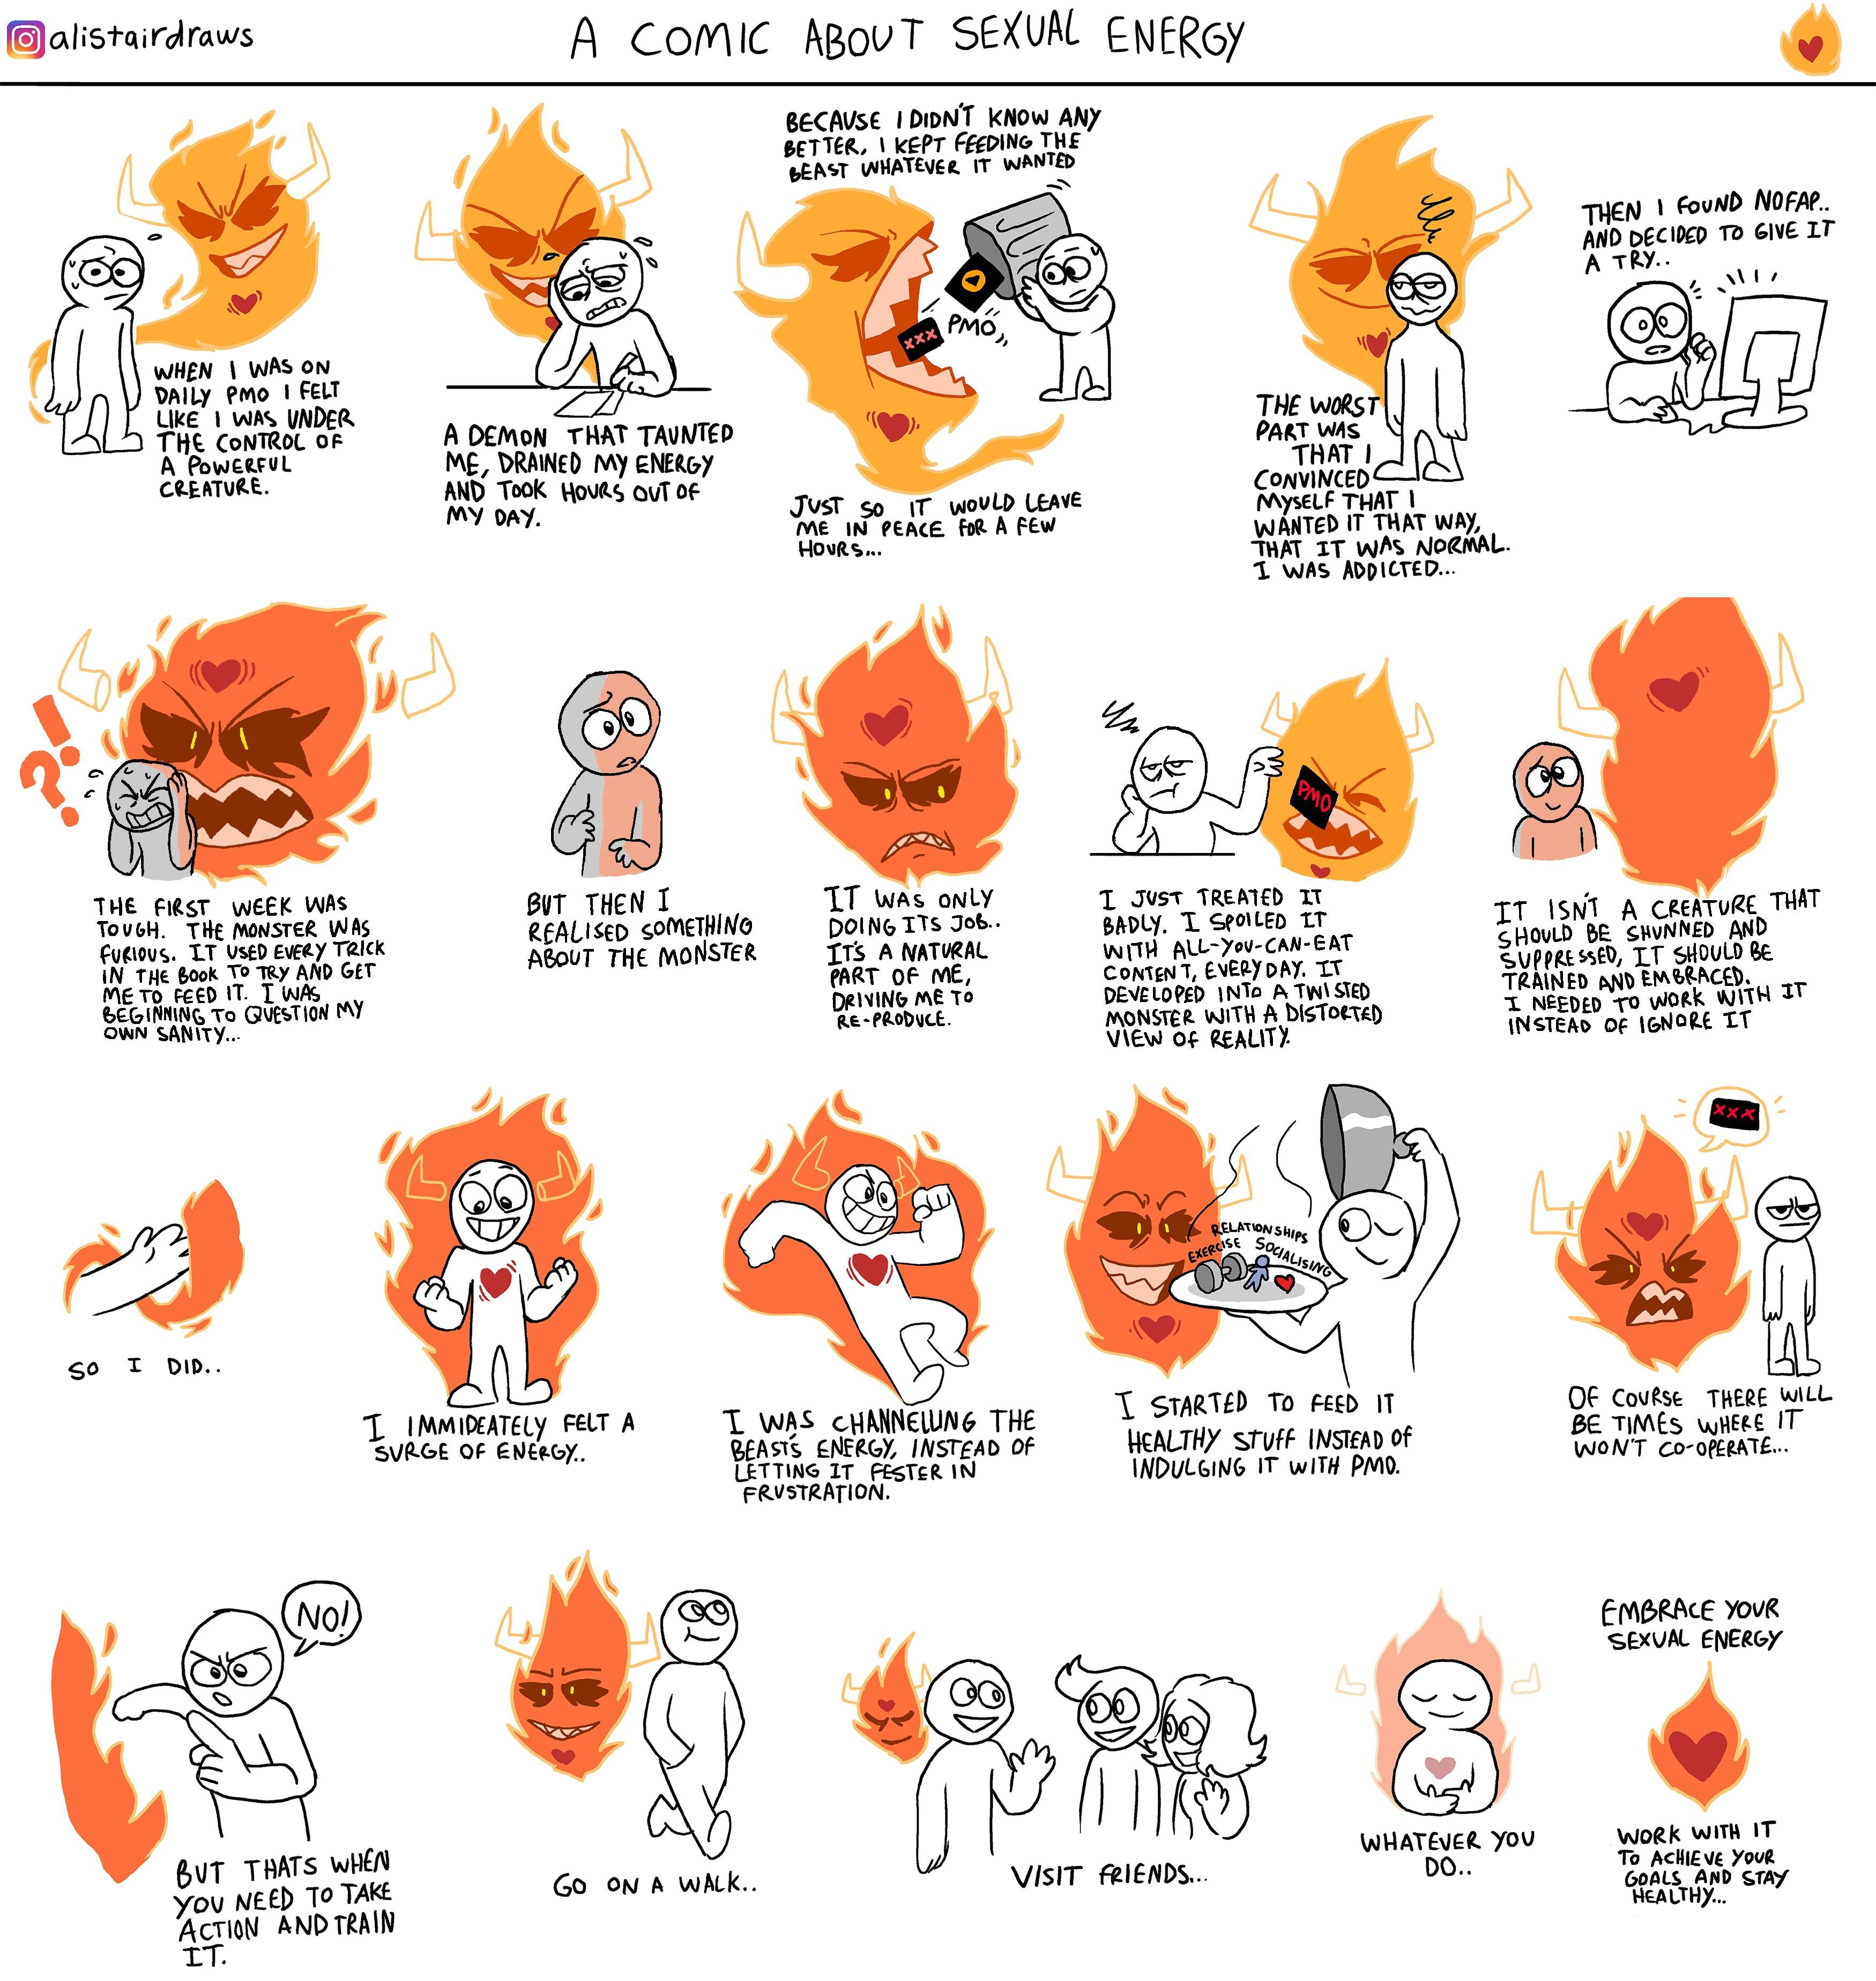 alistairdraws
A COMIC ABOUT SEXUAL ENERGY
WHEN I WAS ON
DAILY PMO I FELT
LIKE I WAS UNDER
THE CONTROL OF
A POWERFUL
CREATURE.
A DEMON THAT TAUNTED
ME, DRAINED MY ENERGY
AND TOOK HOURS OUT OF
MY DAY.
BECAUSE I DIDN'T KNOW ANY
BETTER, I KEPT FEEDING THE
BEAST WHATEVER IT WANTED
XXX
PMO
JUST SO IT WOULD LEAVE
ME IN PEACE FOR A FEW
HOURS...
THE WORST
PART WAS
THAT I
CONVINCED
MYSELF THAT I
WANTED IT THAT WAY,
THAT IT WAS NORMAL.
I WAS ADDICTED...
THEN I FOUND NOFAP..
AND DECIDED TO GIVE IT
A TRY..
?!
THE FIRST WEEK WAS
TOUGH. THE MONSTER WAS
FURIOUS. IT USED EVERY TRICK
IN THE BOOK TO TRY AND GET
ME TO FEED IT. I WAS
BEGINNING TO QUESTION MY
OWN SANITY...
BUT THEN I
REALISED SOMETHING
ABOUT THE MONSTER
IT WAS ONLY
DOING ITS JOB..
IT'S A NATURAL
PART OF ME,
DRIVING ME TO
RE-PRODUCE.
PMO
I JUST TREATED IT
BADLY. I SPOILED IT
WITH ALL-YOU-CAN-EAT
CONTENT, EVERYDAY. IT
DEVELOPED INTO A TWISTED
MONSTER WITH A DISTORTED
VIEW OF REALITY.
IT ISN'T A CREATURE THAT
SHOULD BE SHUNNED AND
SUPPRESSED, IT SHOULD BE
TRAINED AND EMBRACED.
I NEEDED TO WORK WITH IT
INSTEAD OF IGNORE IT
SO I DID..
I IMMIDEATELY FELT A
SURGE OF ENERGY..
I WAS CHANNELLING THE
BEAST'S ENERGY, INSTEAD OF
LETTING IT FESTER IN
FRUSTRATION.
RELATIONSHIPS
EXERCISE SOCIALISING
I STARTED TO FEED IT
HEALTHY STUFF INSTEAD OF
INDULGING IT WITH PMO.
XXX
OF COURSE THERE WILL
BE TIMES WHERE IT
WON'T CO-OPERATE...
NO!
BUT THATS WHEN
YOU NEED TO TAKE
ACTION AND TRAIN
IT.
GO ON A WALK..
VISIT FRIENDS...
WHATEVER YOU
DO..
EMBRACE YOUR
SEXUAL ENERGY
WORK WITH IT
TO ACHIEVE YOUR
GOALS AND STAY
HEALTHY...